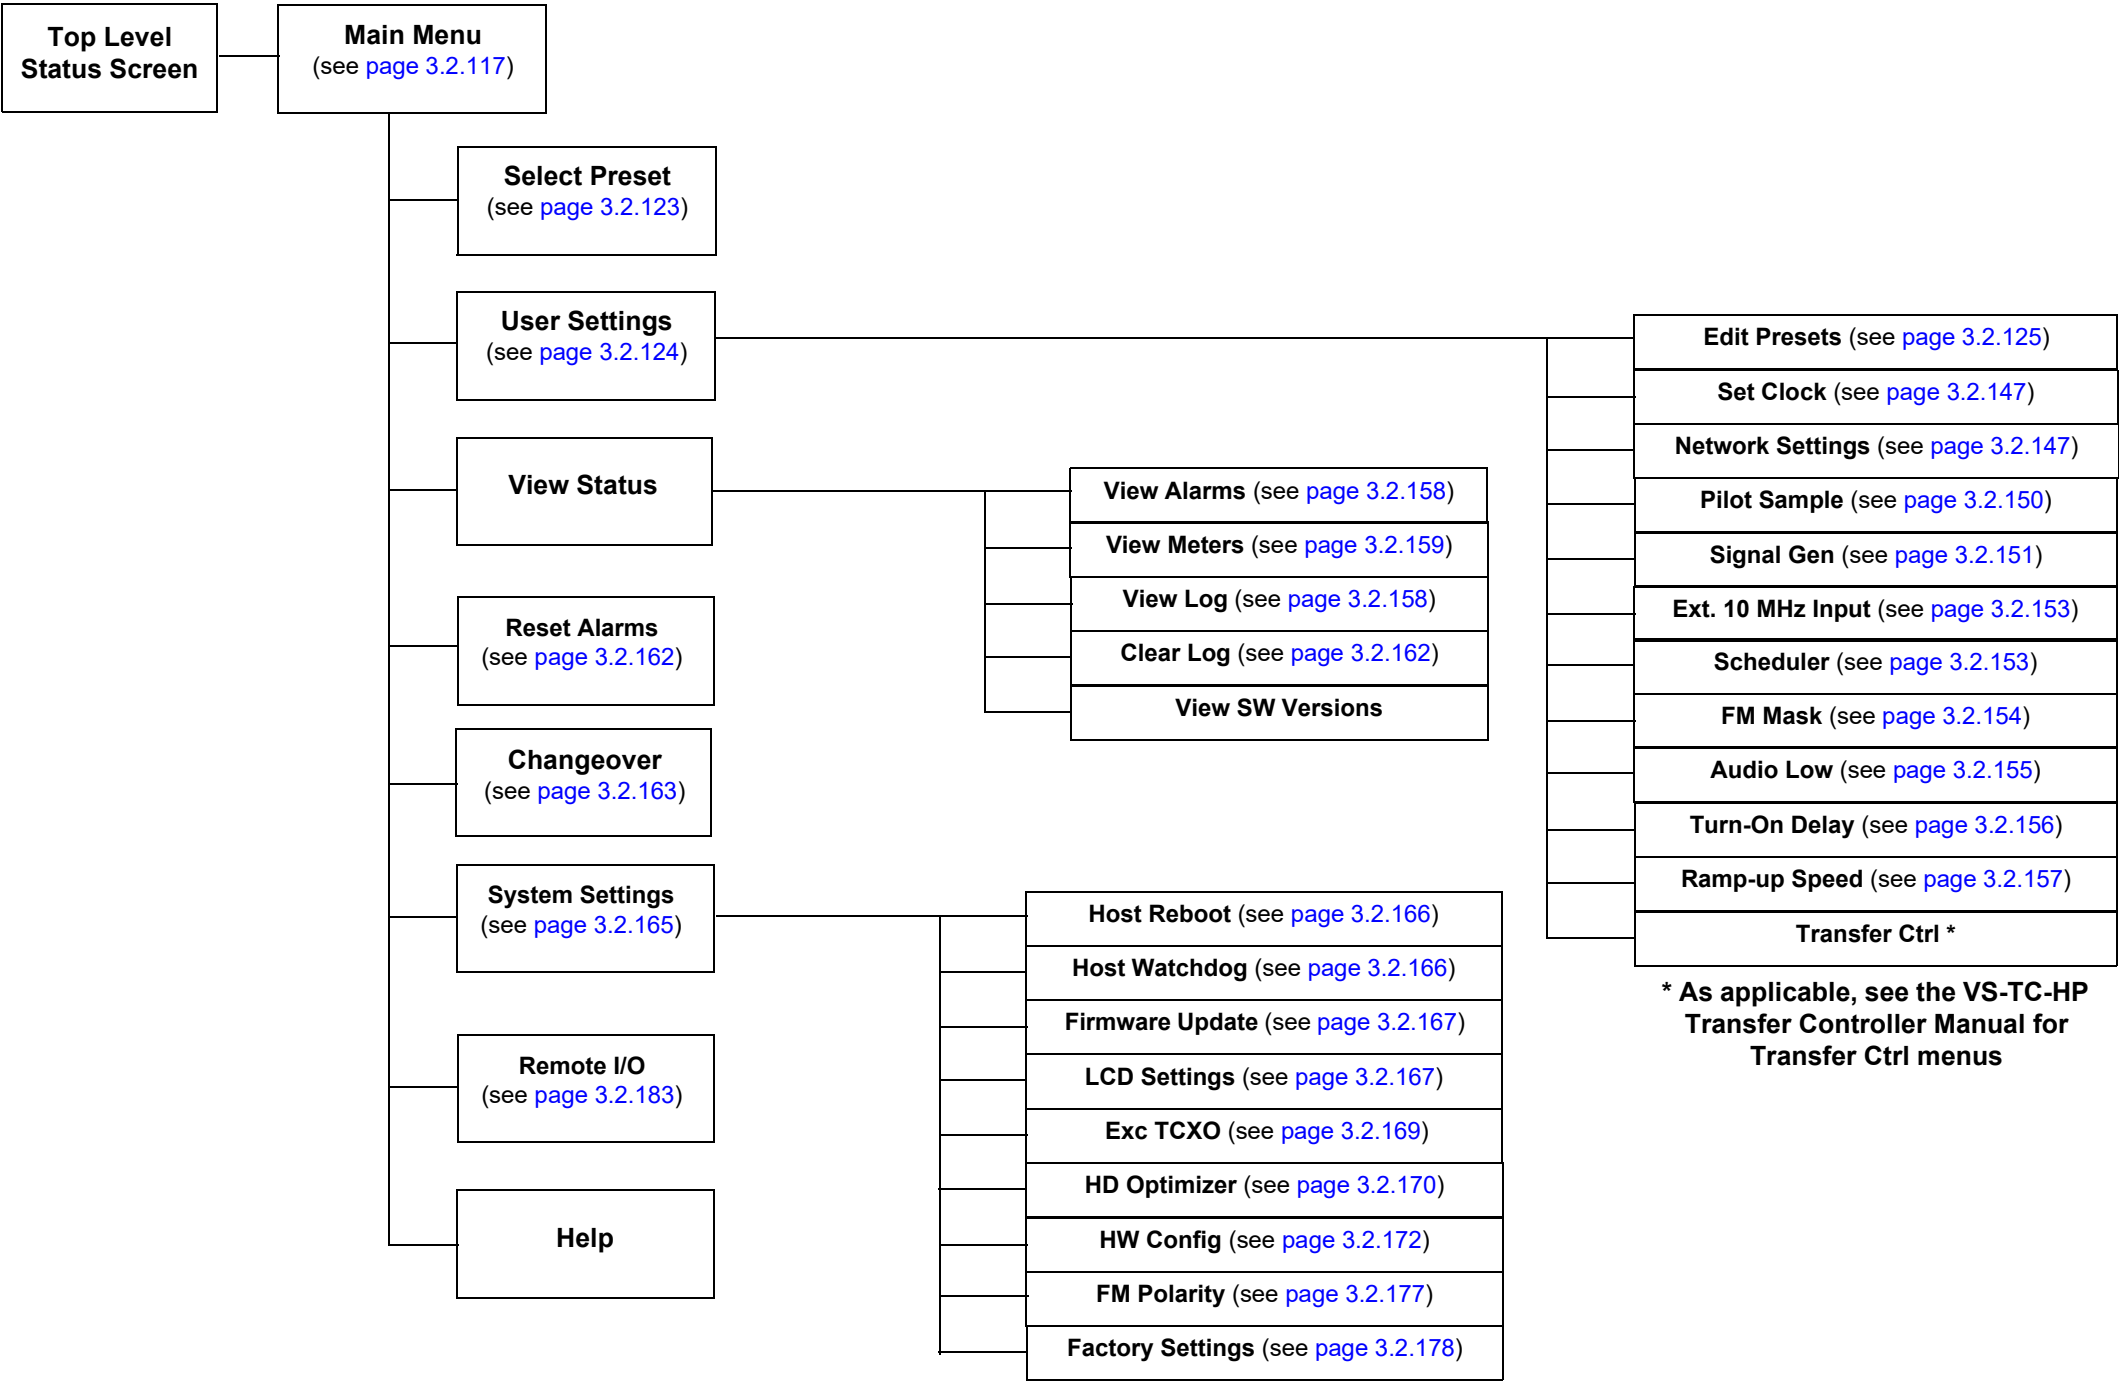 Top Level
Status Screen
Main Menu
(see page 3.2.117)
Select Preset
(see page 3.2.123)
User Settings
(see page 3.2.124)
View Status
Reset Alarms
(see page 3.2.162)
Changeover
(see page 3.2.163)
System Settings
(see page 3.2.165)
Remote I/O
(see page 3.2.183)
Help
View Alarms (see page 3.2.158)
View Meters (see page 3.2.159)
View Log (see page 3.2.158)
Clear Log (see page 3.2.162)
View SW Versions
Host Reboot (see page 3.2.166)
Host Watchdog (see page 3.2.166)
Firmware Update (see page 3.2.167)
LCD Settings (see page 3.2.167)
Exc TCXO (see page 3.2.169)
HD Optimizer (see page 3.2.170)
HW Config (see page 3.2.172)
FM Polarity (see page 3.2.177)
Factory Settings (see page 3.2.178)
Edit Presets (see page 3.2.125)
Set Clock (see page 3.2.147)
Network Settings (see page 3.2.147)
Pilot Sample (see page 3.2.150)
Signal Gen (see page 3.2.151)
Ext. 10 MHz Input (see page 3.2.153)
Scheduler (see page 3.2.153)
FM Mask (see page 3.2.154)
Audio Low (see page 3.2.155)
Turn-On Delay (see page 3.2.156)
Ramp-up Speed (see page 3.2.157)
Transfer Ctrl *
* As applicable, see the VS-TC-HP
Transfer Controller Manual for
Transfer Ctrl menus